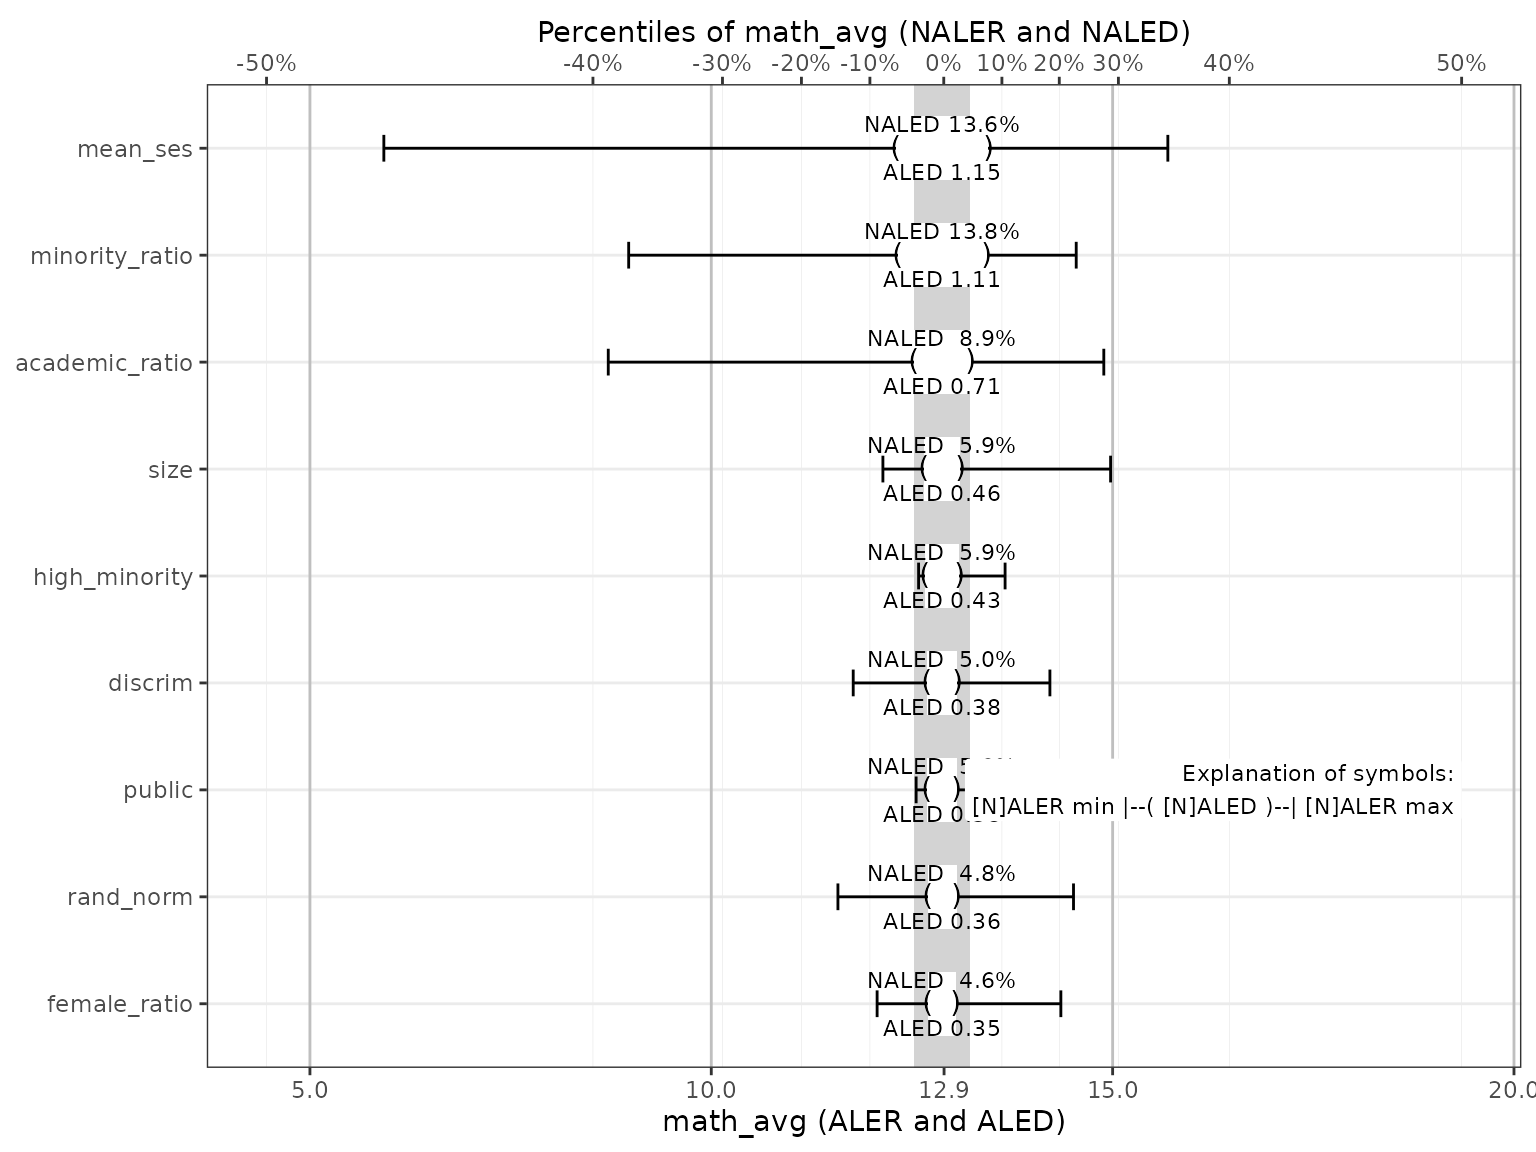 Percentiles of math_avg (NALER and NALED)
-50% -40% -30% -20% -10% 0% 10% 20% 30% 40% 50%
mean_ses
NALED 13.6%
ALED 1.15
minority_ratio
NALED 13.8%
ALED 1.11
academic_ratio
NALED 8.9%
ALED 0.71
size
NALED 5.9%
ALED 0.46
high_minority
NALED 5.9%
ALED 0.43
discrim
NALED 5.0%
ALED 0.38
public
NALED
ALED
Explanation of symbols:
[N]ALER min |--( [N]ALED )--| [N]ALER max
rand_norm
NALED 4.8%
ALED 0.36
female_ratio
NALED 4.6%
ALED 0.35
5.0 10.0 12.9 15.0 20.0
math_avg (ALER and ALED)